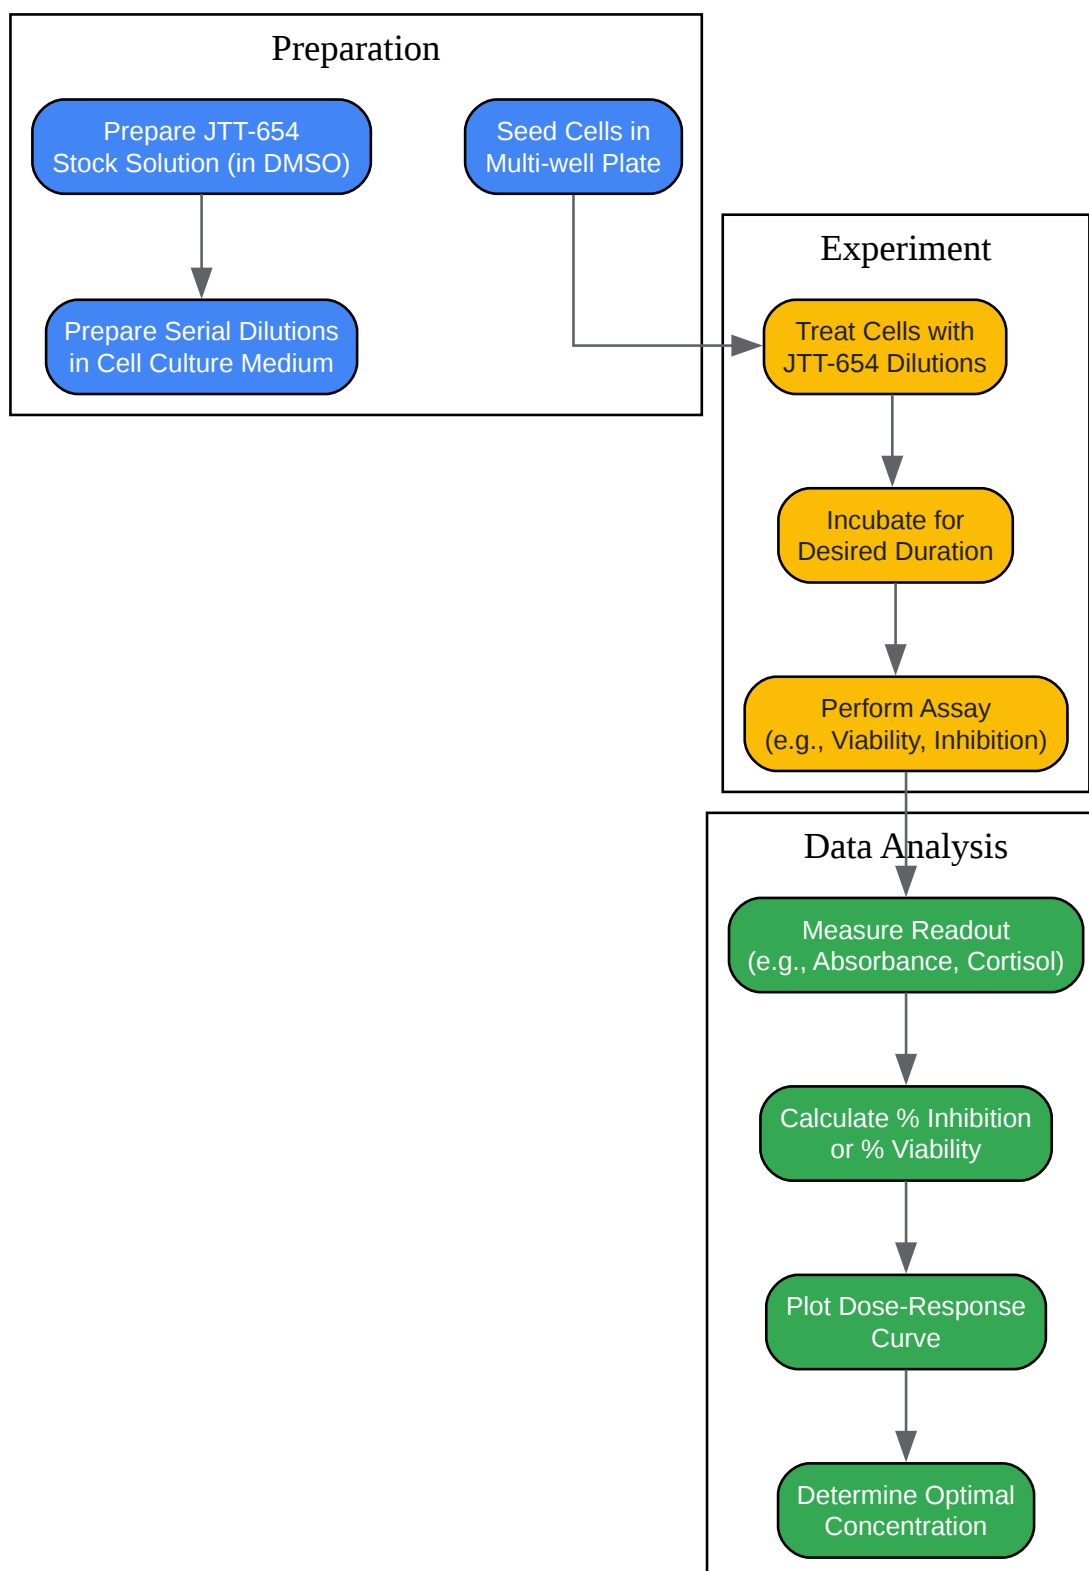 Preparation
Prepare JTT-654
Stock Solution (in DMSO)
Seed Cells in
Multi-well Plate
Prepare Serial Dilutions
in Cell Culture Medium
Experiment
Treat Cells with
JTT-654 Dilutions
Incubate for
Desired Duration
Perform Assay
(e.g., Viability, Inhibition)
Data Analysis
Measure Readout
(e.g., Absorbance, Cortisol)
Calculate % Inhibition
or % Viability
Plot Dose-Response
Curve
Determine Optimal
Concentration